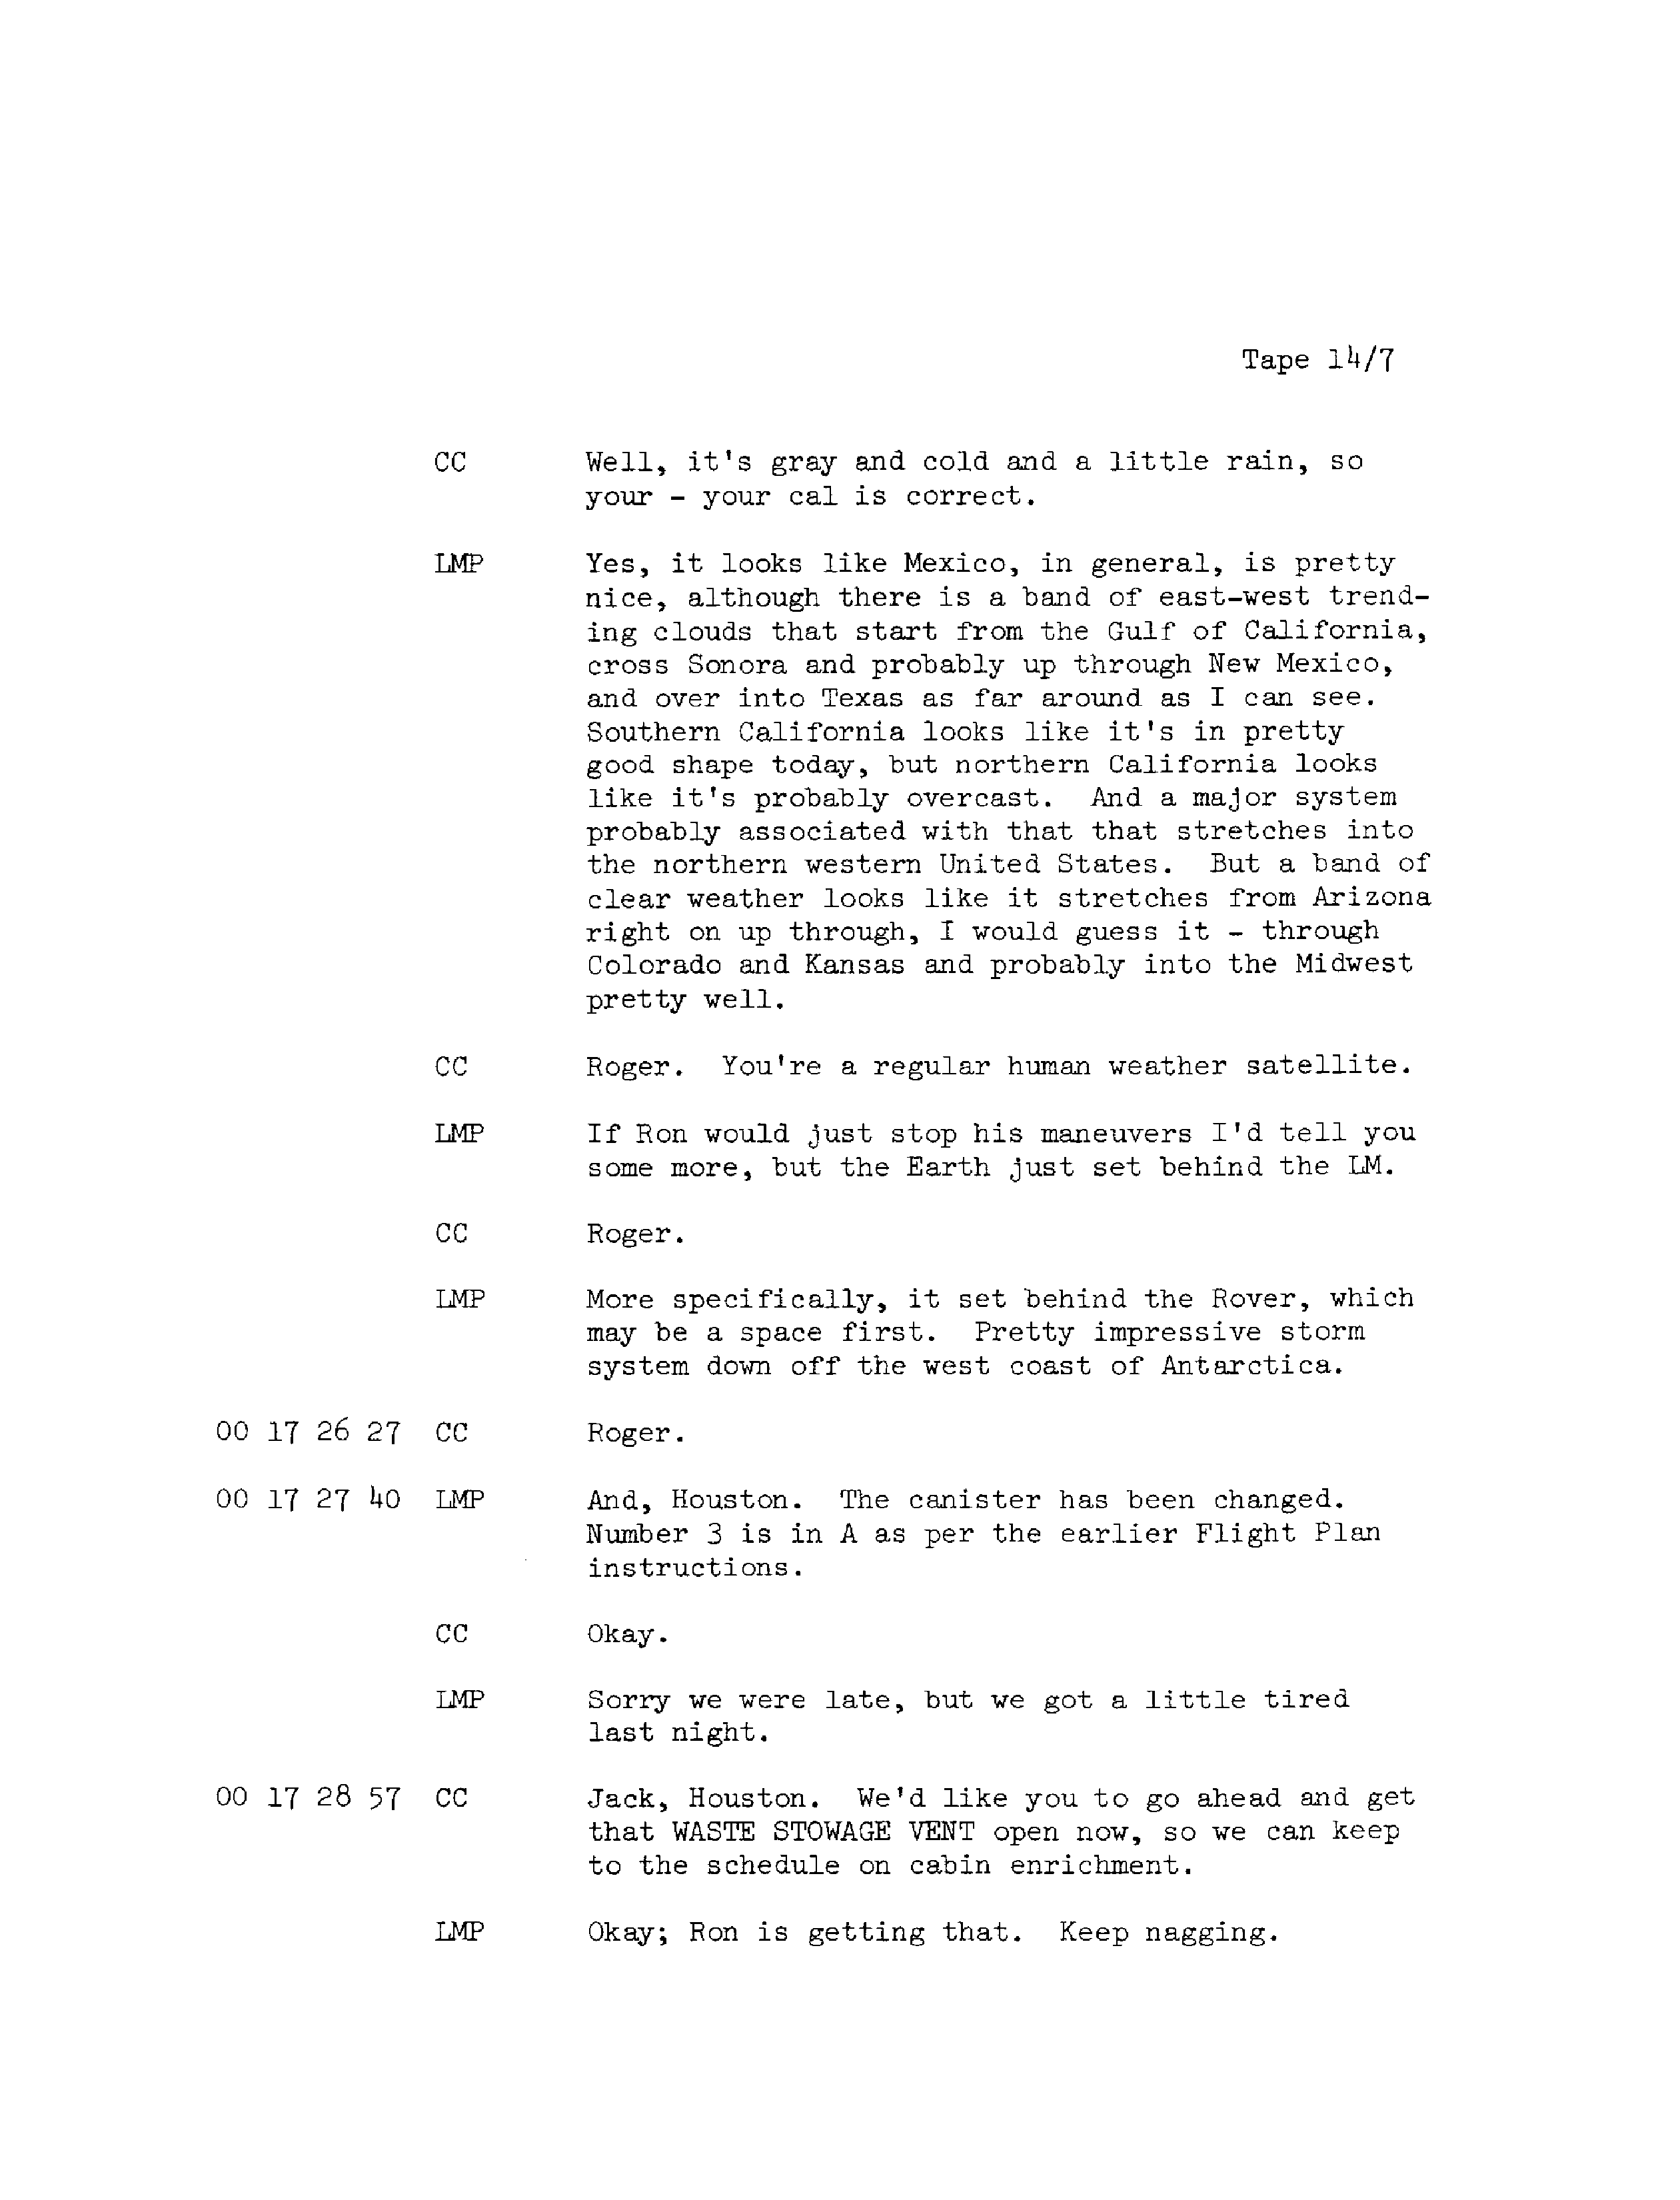 Tape 14/7
CC Well, it's gray and cold and a little rain, so
your - your cal is correct.
LMP Yes, it looks like Mexico, in general, is pretty
nice, although there is a band of east-west trend-
ing clouds that start from the Gulf of California,
cross Sonora and probably up through New Mexico,
and over into Texas as far around as I can see.
Southern California looks like it's in pretty
good shape today, but northern California looks
like it's probably overcast. And a major system
probably associated with that that stretches into
the northern western United States. But a band of
clear weather looks like it stretches from Arizona
right on up through, I would guess it - through
Colorado and Kansas and probably into the Midwest
pretty well.
CC Roger. You're a regular human weather satellite.
LMP If Ron would just stop his maneuvers I'd tell you
some more, but the Earth just set behind the LM.
CC Roger.
LMP More specifically, it set behind the Rover, which
may be a space first. Pretty impressive storm
system down off the west coast of Antarctica.
00 17 26 27 CC Roger.
00 17 27 40 LMP And, Houston. The canister has been changed.
Number 3 is in A as per the earlier Flight Plan
instructions.
CC Okay.
LMP Sorry we were late, but we got a little tired
last night.
00 17 28 57 CC Jack, Houston. We'd like you to go ahead and get
that WASTE STOWAGE VENT open now, so we can keep
to the schedule on cabin enrichment.
LMP Okay; Ron is getting that. Keep nagging.